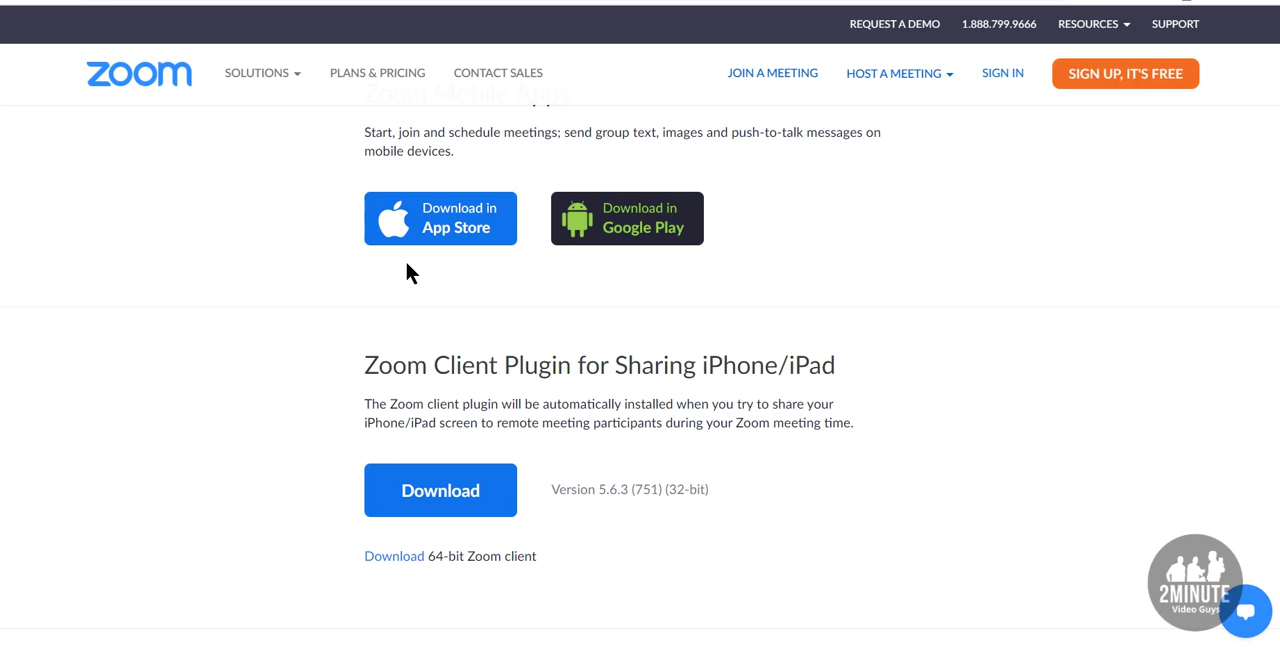 REQUEST A DEMO 1.888.799.9666 RESOURCES SUPPORT
zoom SOLUTIONS PLANS & PRICING CONTACT SALES JOIN A MEETING HOST A MEETING SIGN IN SIGN UP, IT'S FREE
Zoom Mobile Apps
Start, join and schedule meetings; send group text, images and push-to-talk messages on
mobile devices.
Download in
App Store
Download in
Google Play
Zoom Client Plugin for Sharing iPhone/iPad
The Zoom client plugin will be automatically installed when you try to share your
iPhone/iPad screen to remote meeting participants during your Zoom meeting time.
Download Version 5.6.3 (751) (32-bit)
Download 64-bit Zoom client
2MINUTE
Video Guys